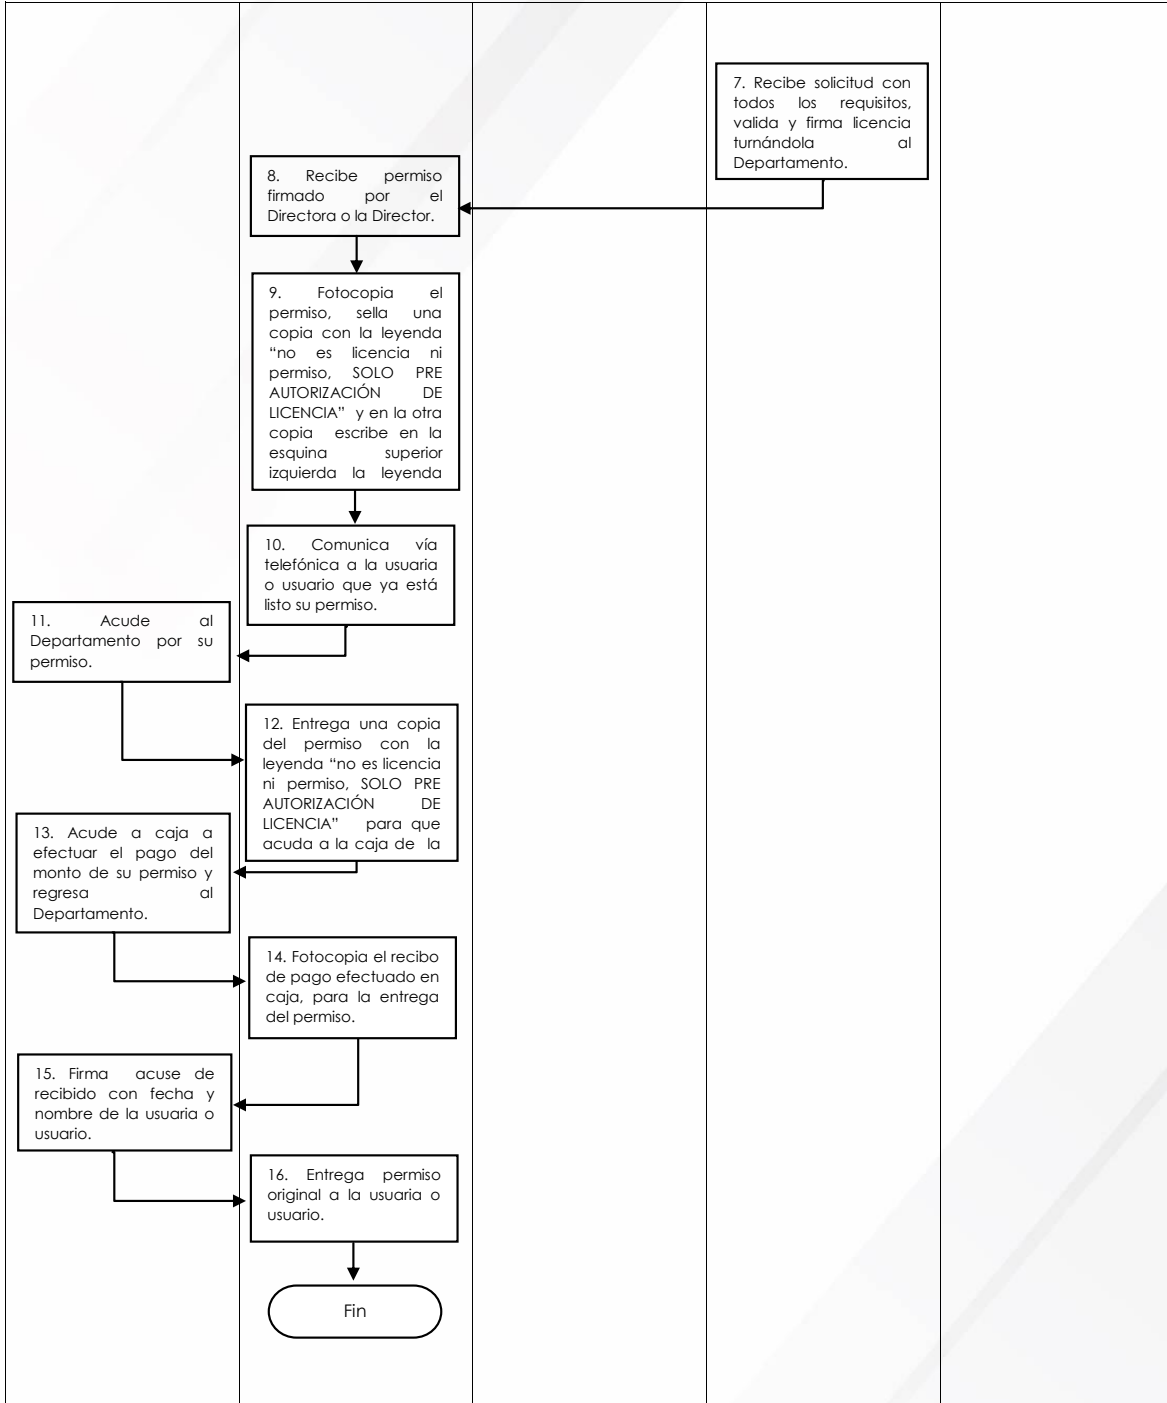 7. Recibe solicitud con
todos los requisitos,
valida y firma licencia
turnándola al
Departamento.
8. Recibe permiso
firmado por el
Directora o la Director.
9. Fotocopia el
permiso, sella una
copia con la leyenda
“no es licencia ni
permiso, SOLO PRE
AUTORIZACIÓN DE
LICENCIA” y en la otra
copia escribe en la
esquina superior
izquierda la leyenda
10. Comunica vía
telefónica a la usuaria
o usuario que ya está
listo su permiso.
11. Acude al
Departamento por su
permiso.
12. Entrega una copia
del permiso con la
leyenda “no es licencia
ni permiso, SOLO PRE
AUTORIZACIÓN DE
LICENCIA” para que
acuda a la caja de la
13. Acude a caja a
efectuar el pago del
monto de su permiso y
regresa al
Departamento.
14. Fotocopia el recibo
de pago efectuado en
caja, para la entrega
del permiso.
15. Firma acuse de
recibido con fecha y
nombre de la usuaria o
usuario.
16. Entrega permiso
original a la usuaria o
usuario.
Fin